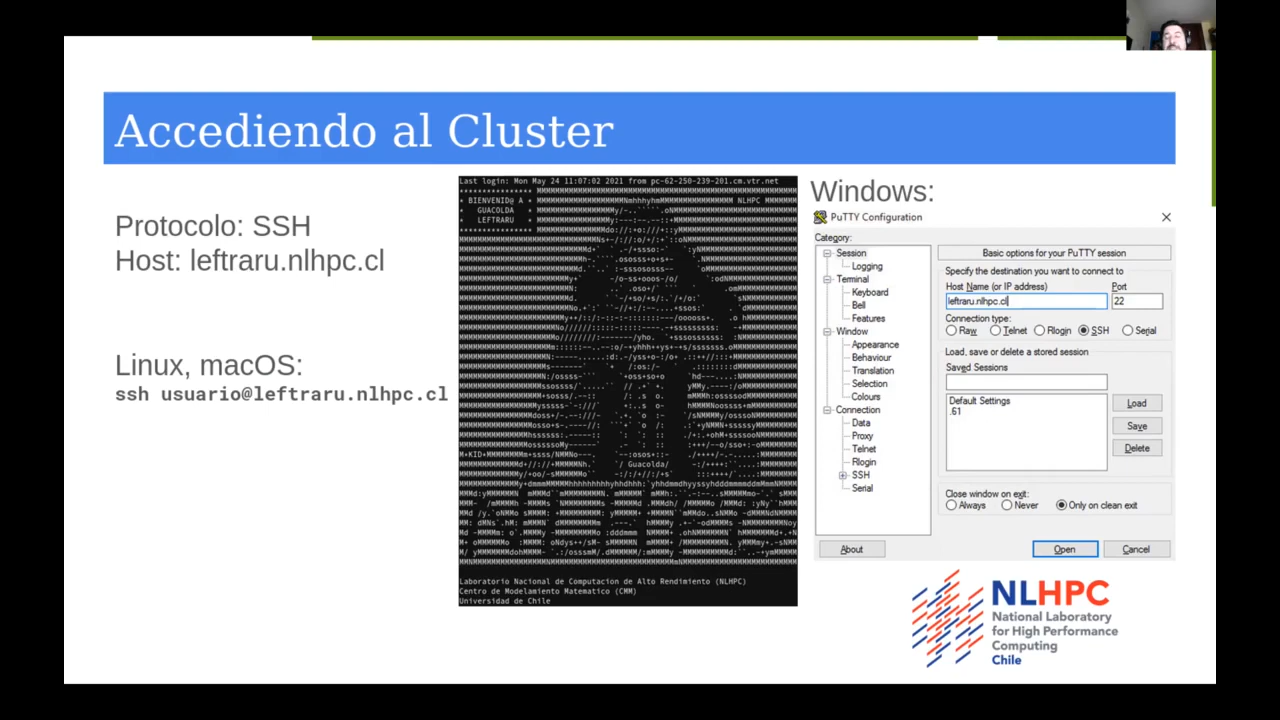 Accediendo al Cluster
Protocolo: SSH
Host: leftraru.nlhpc.cl
Linux, macOS:
ssh usuario@leftraru.nlhpc.cl
Last login: Mon May 24 11:07:02 2021 from pc-62-250-239-201.cm.vtr.net
* BIENVENID@ A *
NLHPC
* GUACOLDA *
* LEFTRARU *
/ Guacolda/
Laboratorio Nacional de Computacion de Alto Rendimiento (NLHPC)
Centro de Modelamiento Matematico (CMM)
Universidad de Chile
Windows:
PuTTY Configuration
Category:
Session
Logging
Terminal
Keyboard
Bell
Features
Window
Appearance
Behaviour
Translation
Selection
Colours
Connection
Data
Proxy
Telnet
Rlogin
SSH
Serial
Basic options for your PuTTY session
Specify the destination you want to connect to
Host Name (or IP address) Port
leftraru.nlhpc.cl 22
Connection type:
Raw Telnet Rlogin SSH Serial
Load, save or delete a stored session
Saved Sessions
Default Settings
.61
Load
Save
Delete
Close window on exit:
Always Never Only on clean exit
About Open Cancel
NLHPC
National Laboratory
for High Performance
Computing
Chile